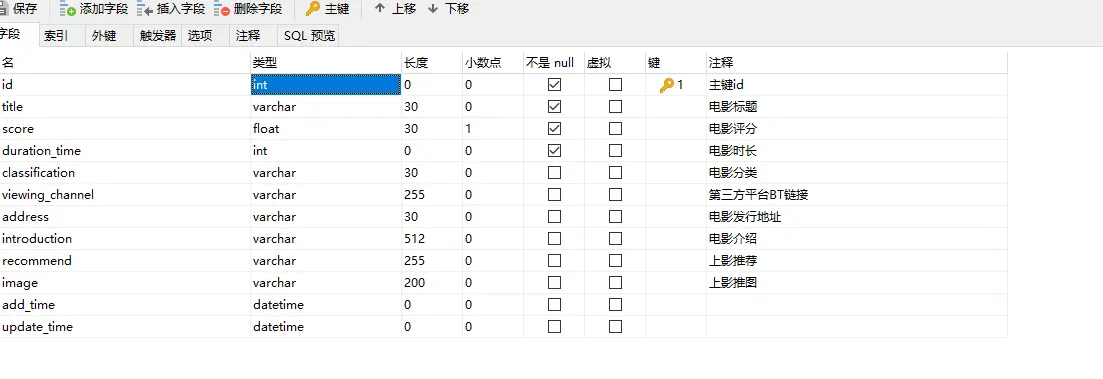 保存 添加字段 插入字段 删除字段 主键 上移 下移
字段 索引 外键 触发器 选项 注释 SQL 预览
名 类型 长度 小数点 不是 null 虚拟 键 注释
id int 0 0 1 主键id
title varchar 30 0 电影标题
score float 30 1 电影评分
duration_time int 0 0 电影时长
classification varchar 30 0 电影分类
viewing_channel varchar 255 0 第三方平台BT链接
address varchar 30 0 电影发行地址
introduction varchar 512 0 电影介绍
recommend varchar 255 0 上影推荐
image varchar 200 0 上影推图
add_time datetime 0 0
update_time datetime 0 0